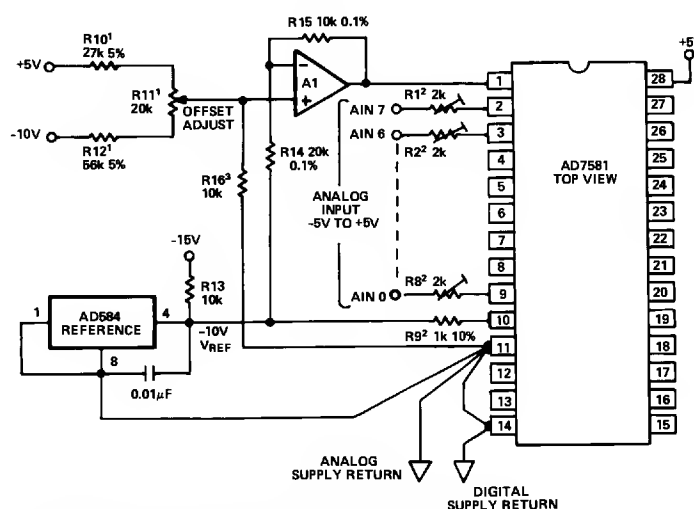 R15 10k 0.1%
R10¹
27k 5%
+5V
+5
A1
−
+
R11¹
20k
OFFSET
ADJUST
-10V
R12¹
56k 5%
R14 20k
0.1%
R16³
10k
AIN 7
R1² 2k
AIN 6
R2² 2k
ANALOG
INPUT
-5V TO +5V
AIN 0
R8² 2k
R9² 1k 10%
-15V
R13
10k
1
AD584
REFERENCE
4
8
-10V
VREF
0.01µF
AD7581
TOP VIEW
1
2
3
4
5
6
7
8
9
10
11
12
13
14
28
27
26
25
24
23
22
21
20
19
18
17
16
15
ANALOG
SUPPLY RETURN
DIGITAL
SUPPLY RETURN